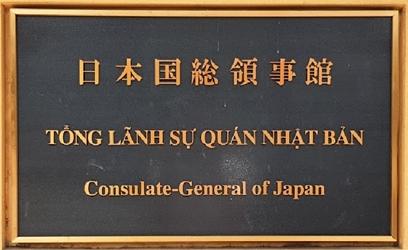 日本国総領事館
TỔNG LÃNH SỰ QUÁN NHẬT BẢN
Consulate-General of Japan